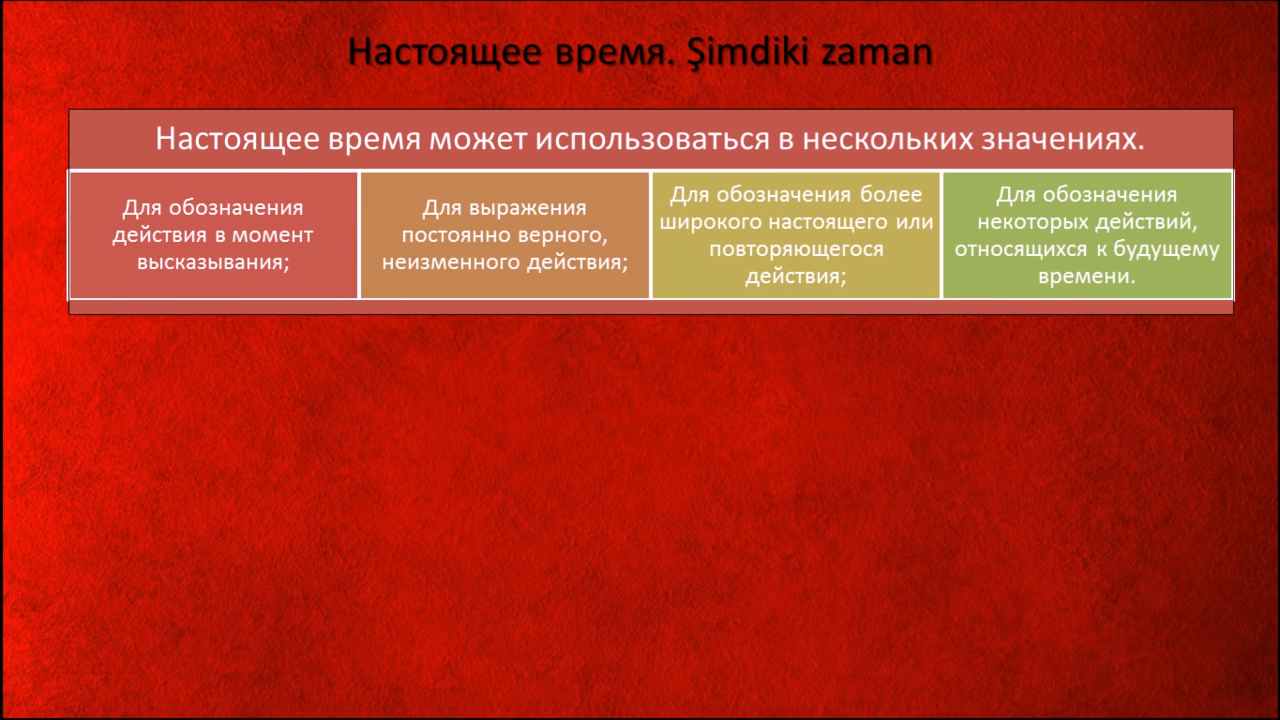 Настоящее время. Şimdiki zaman
Настоящее время может использоваться в нескольких значениях.
Для обозначения
действия в момент
высказывания;
Для выражения
постоянно верного,
неизменного действия;
Для обозначения более
широкого настоящего или
повторяющегося
действия;
Для обозначения
некоторых действий,
относящихся к будущему
времени.